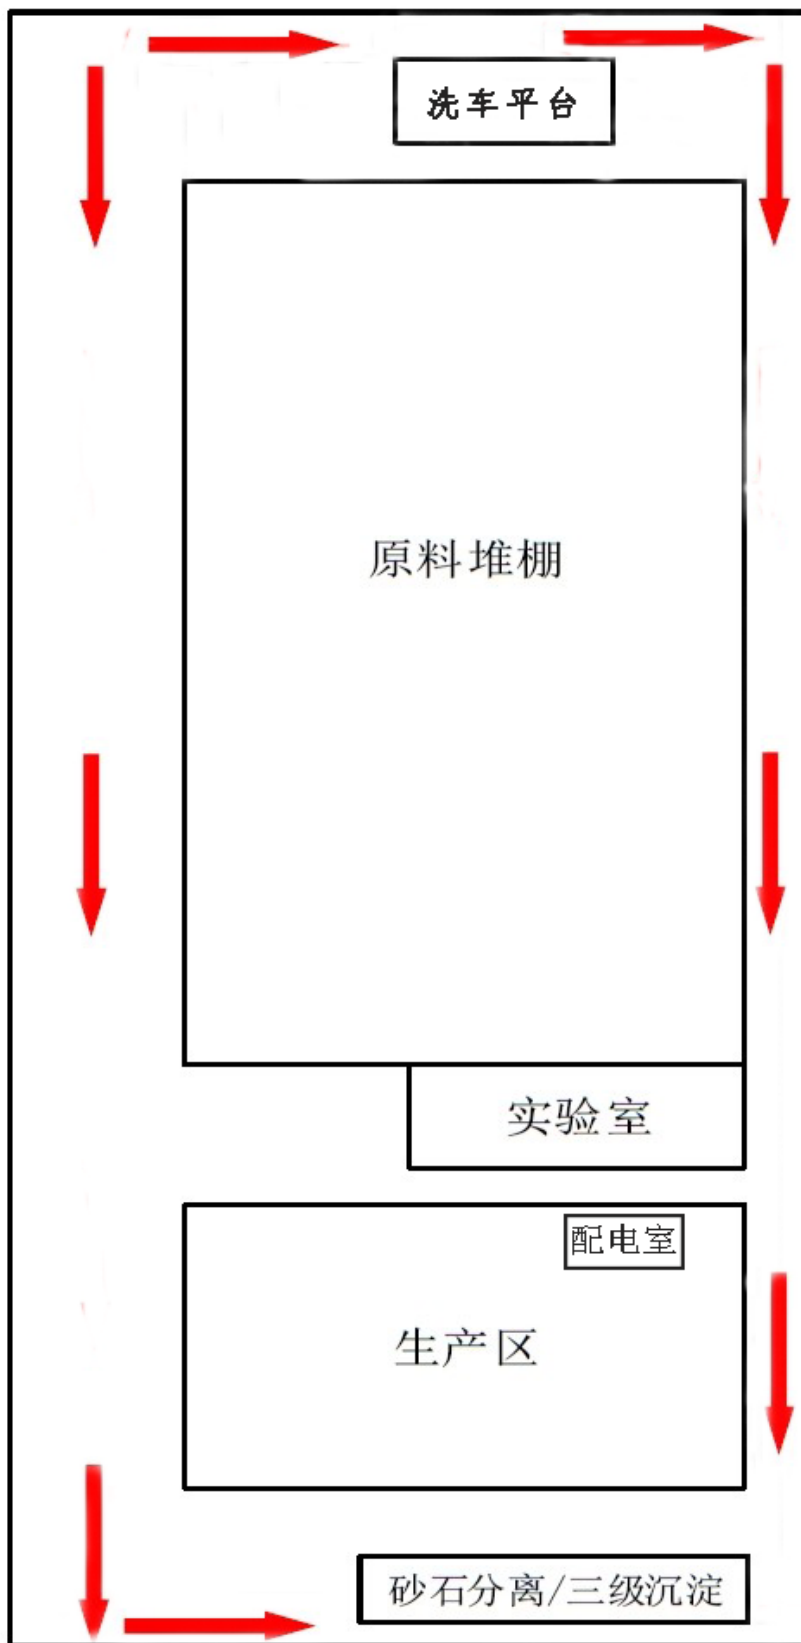 洗车平台
原料堆棚
实验室
配电室
生产区
砂石分离/三级沉淀